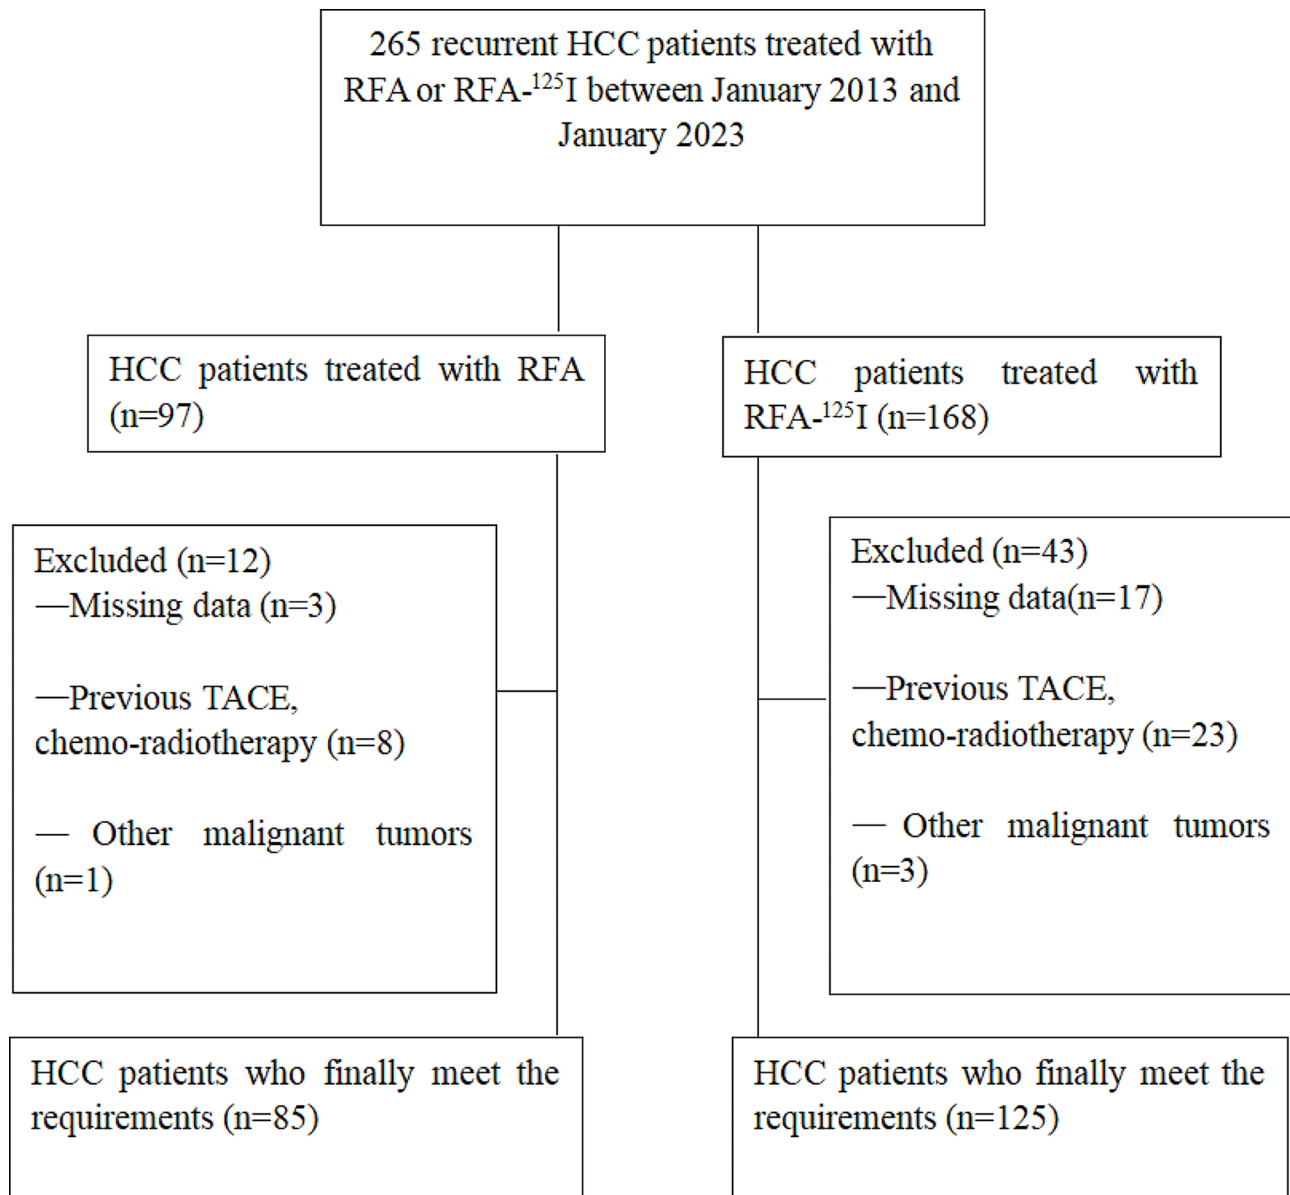 265 recurrent HCC patients treated with
RFA or RFA-¹²⁵I between January 2013 and
January 2023
HCC patients treated with RFA
(n=97)
HCC patients treated with
RFA-¹²⁵I (n=168)
Excluded (n=12)
—Missing data (n=3)
—Previous TACE,
chemo-radiotherapy (n=8)
— Other malignant tumors
(n=1)
Excluded (n=43)
—Missing data(n=17)
—Previous TACE,
chemo-radiotherapy (n=23)
— Other malignant tumors
(n=3)
HCC patients who finally meet the
requirements (n=85)
HCC patients who finally meet the
requirements (n=125)